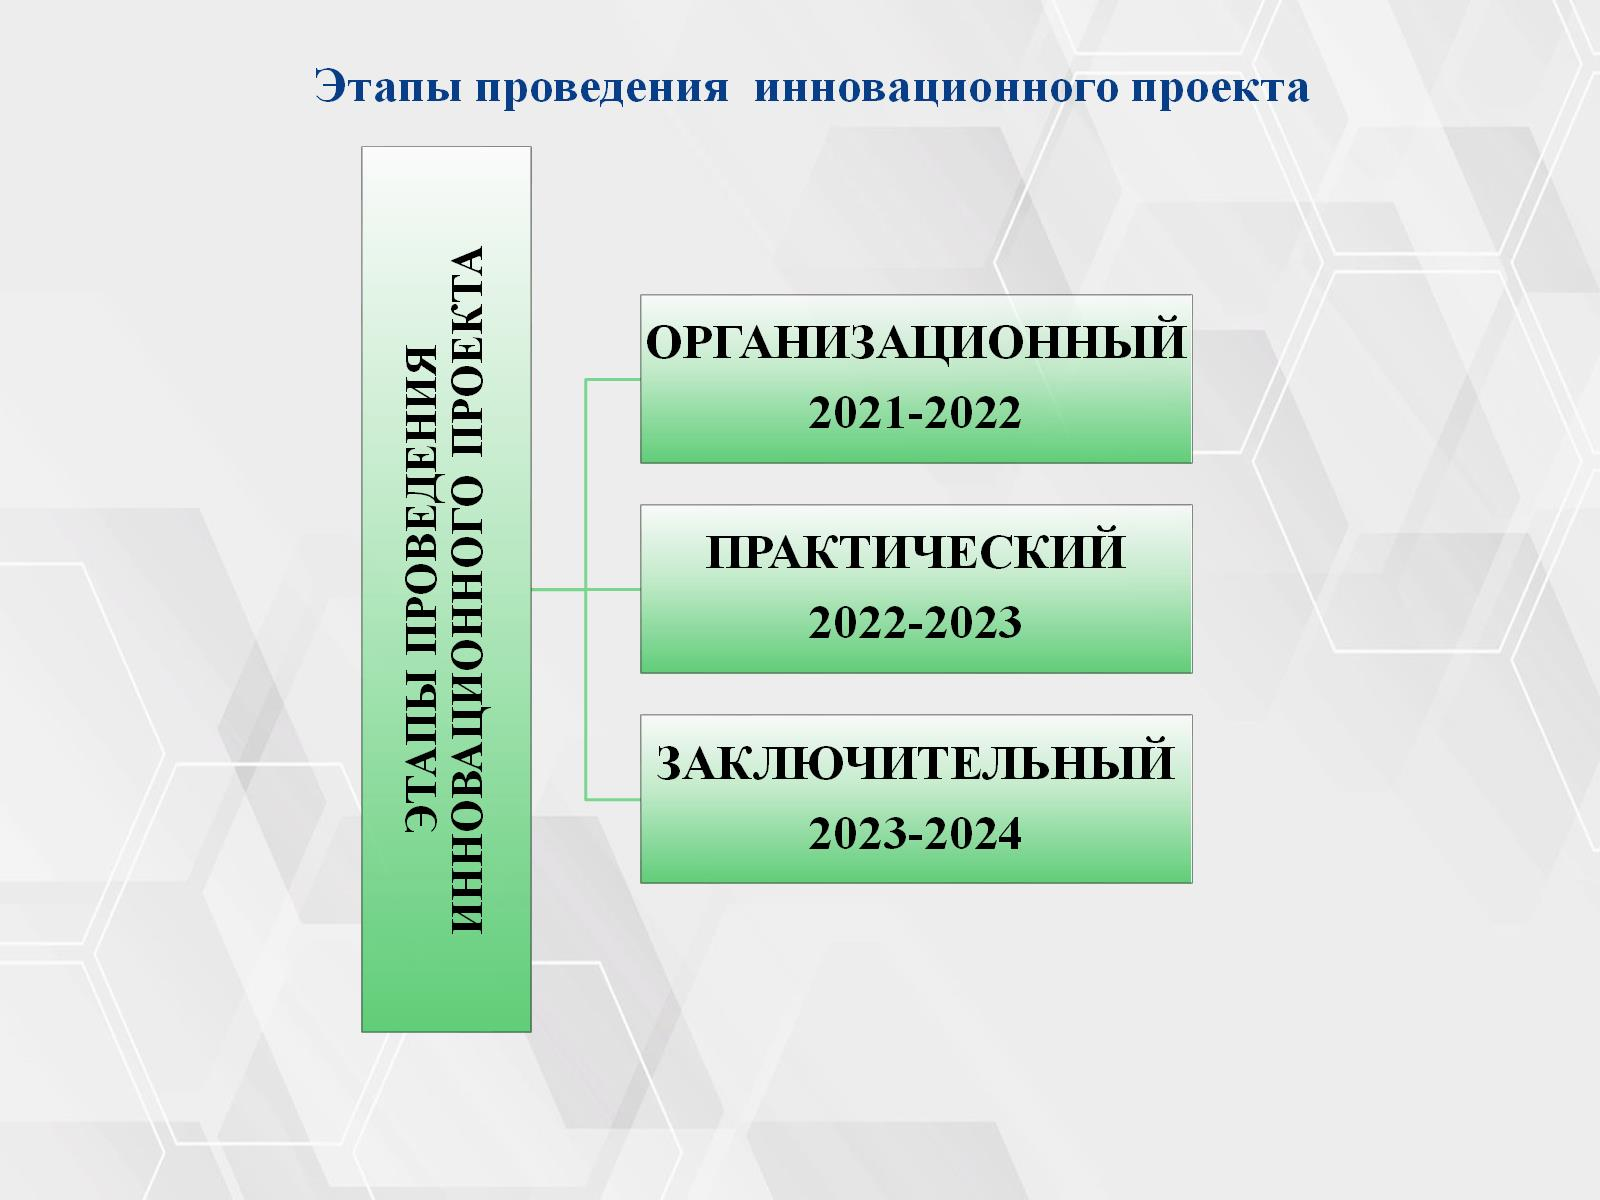 Этапы проведения инновационного проекта
ЭТАПЫ ПРОВЕДЕНИЯ
ИННОВАЦИОННОГО ПРОЕКТА
ОРГАНИЗАЦИОННЫЙ
2021-2022
ПРАКТИЧЕСКИЙ
2022-2023
ЗАКЛЮЧИТЕЛЬНЫЙ
2023-2024